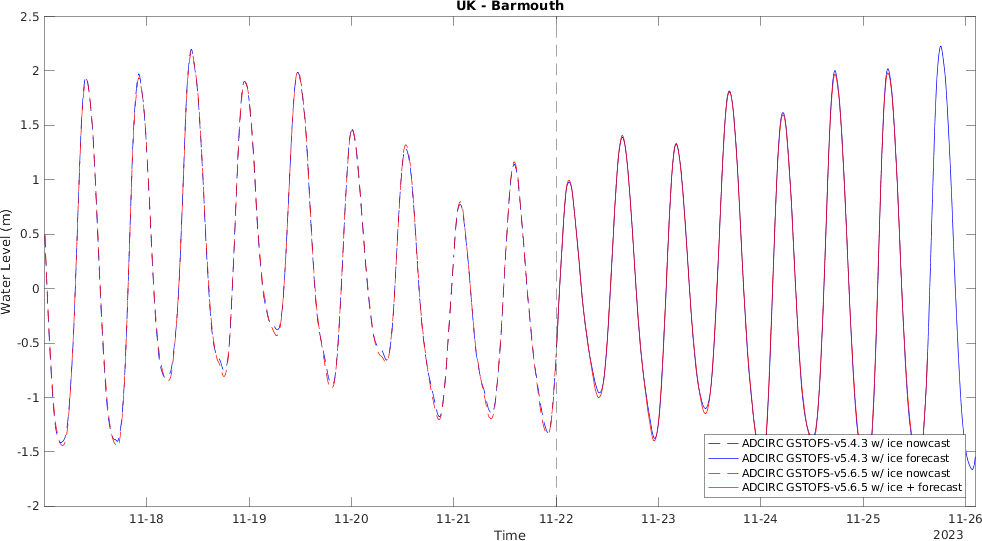 UK - Barmouth
2.5
2
1.5
1
0.5
0
-0.5
-1
-1.5
-2
Water Level (m)
11-18
11-19
11-20
11-21
11-22
11-23
11-24
11-25
11-26
Time
2023
ADCIRC GSTOFS-v5.4.3 w/ ice nowcast
ADCIRC GSTOFS-v5.4.3 w/ ice forecast
ADCIRC GSTOFS-v5.6.5 w/ ice nowcast
ADCIRC GSTOFS-v5.6.5 w/ ice + forecast